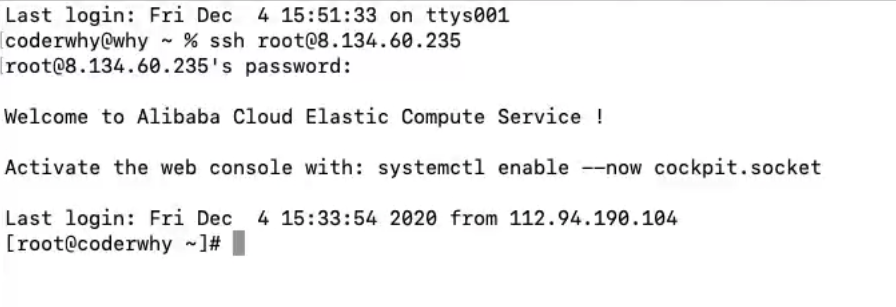 Last login: Fri Dec  4 15:51:33 on ttys001
[coderwhy@why ~ % ssh root@8.134.60.235
[root@8.134.60.235's password:
Welcome to Alibaba Cloud Elastic Compute Service !
Activate the web console with: systemctl enable --now cockpit.socket
Last login: Fri Dec  4 15:33:54 2020 from 112.94.190.104
[root@coderwhy ~]#